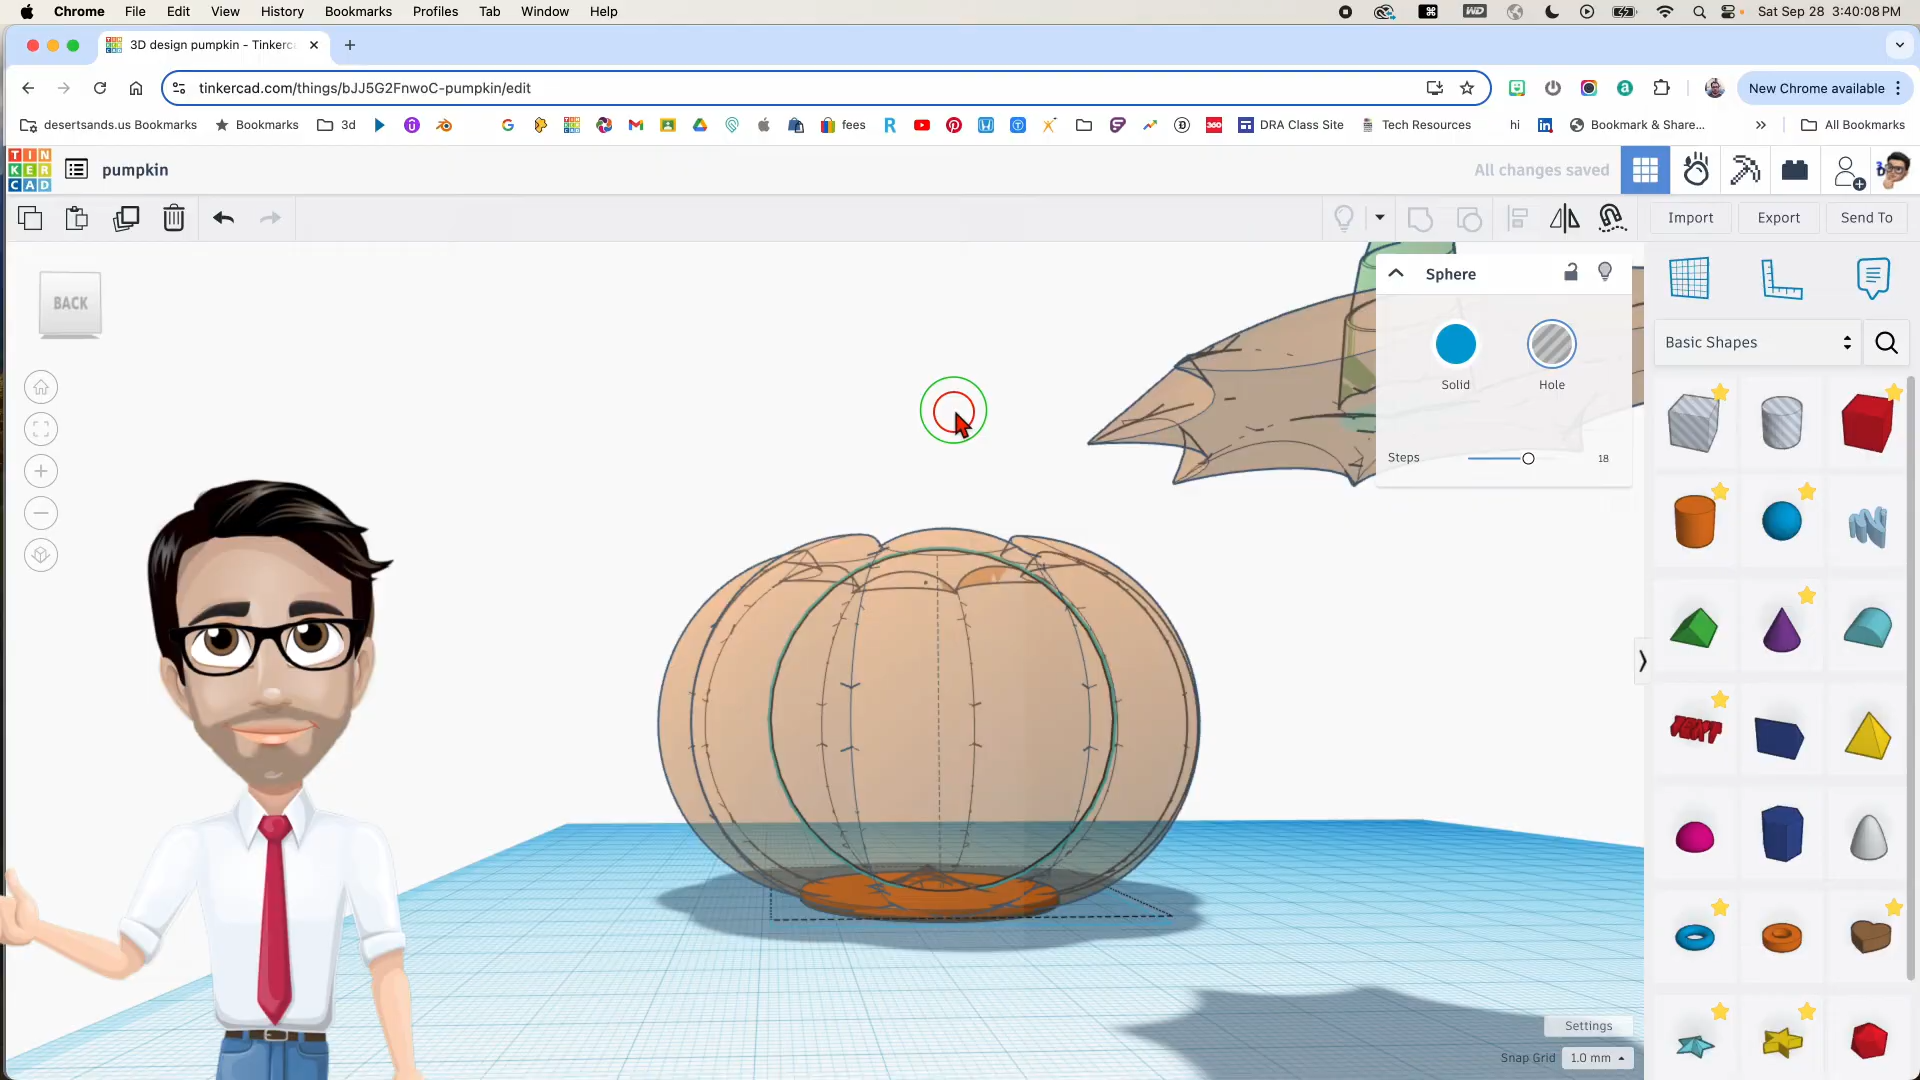 Chrome File Edit View History Bookmarks Profiles Tab Window Help WD Sat Sep 28 3:40:08 PM
3D design pumpkin - Tinkerc
tinkercad.com/things/bJJ5G2FnwoC-pumpkin/edit New Chrome available
desertsands.us Bookmarks Bookmarks 3d fees DRA Class Site Tech Resources hi Bookmark & Share... All Bookmarks
TIN
KER
CAD
pumpkin All changes saved
Import Export Send To
BACK
Sphere
Solid Hole
Steps 18
Basic Shapes
TEXT
Settings
Snap Grid 1.0 mm